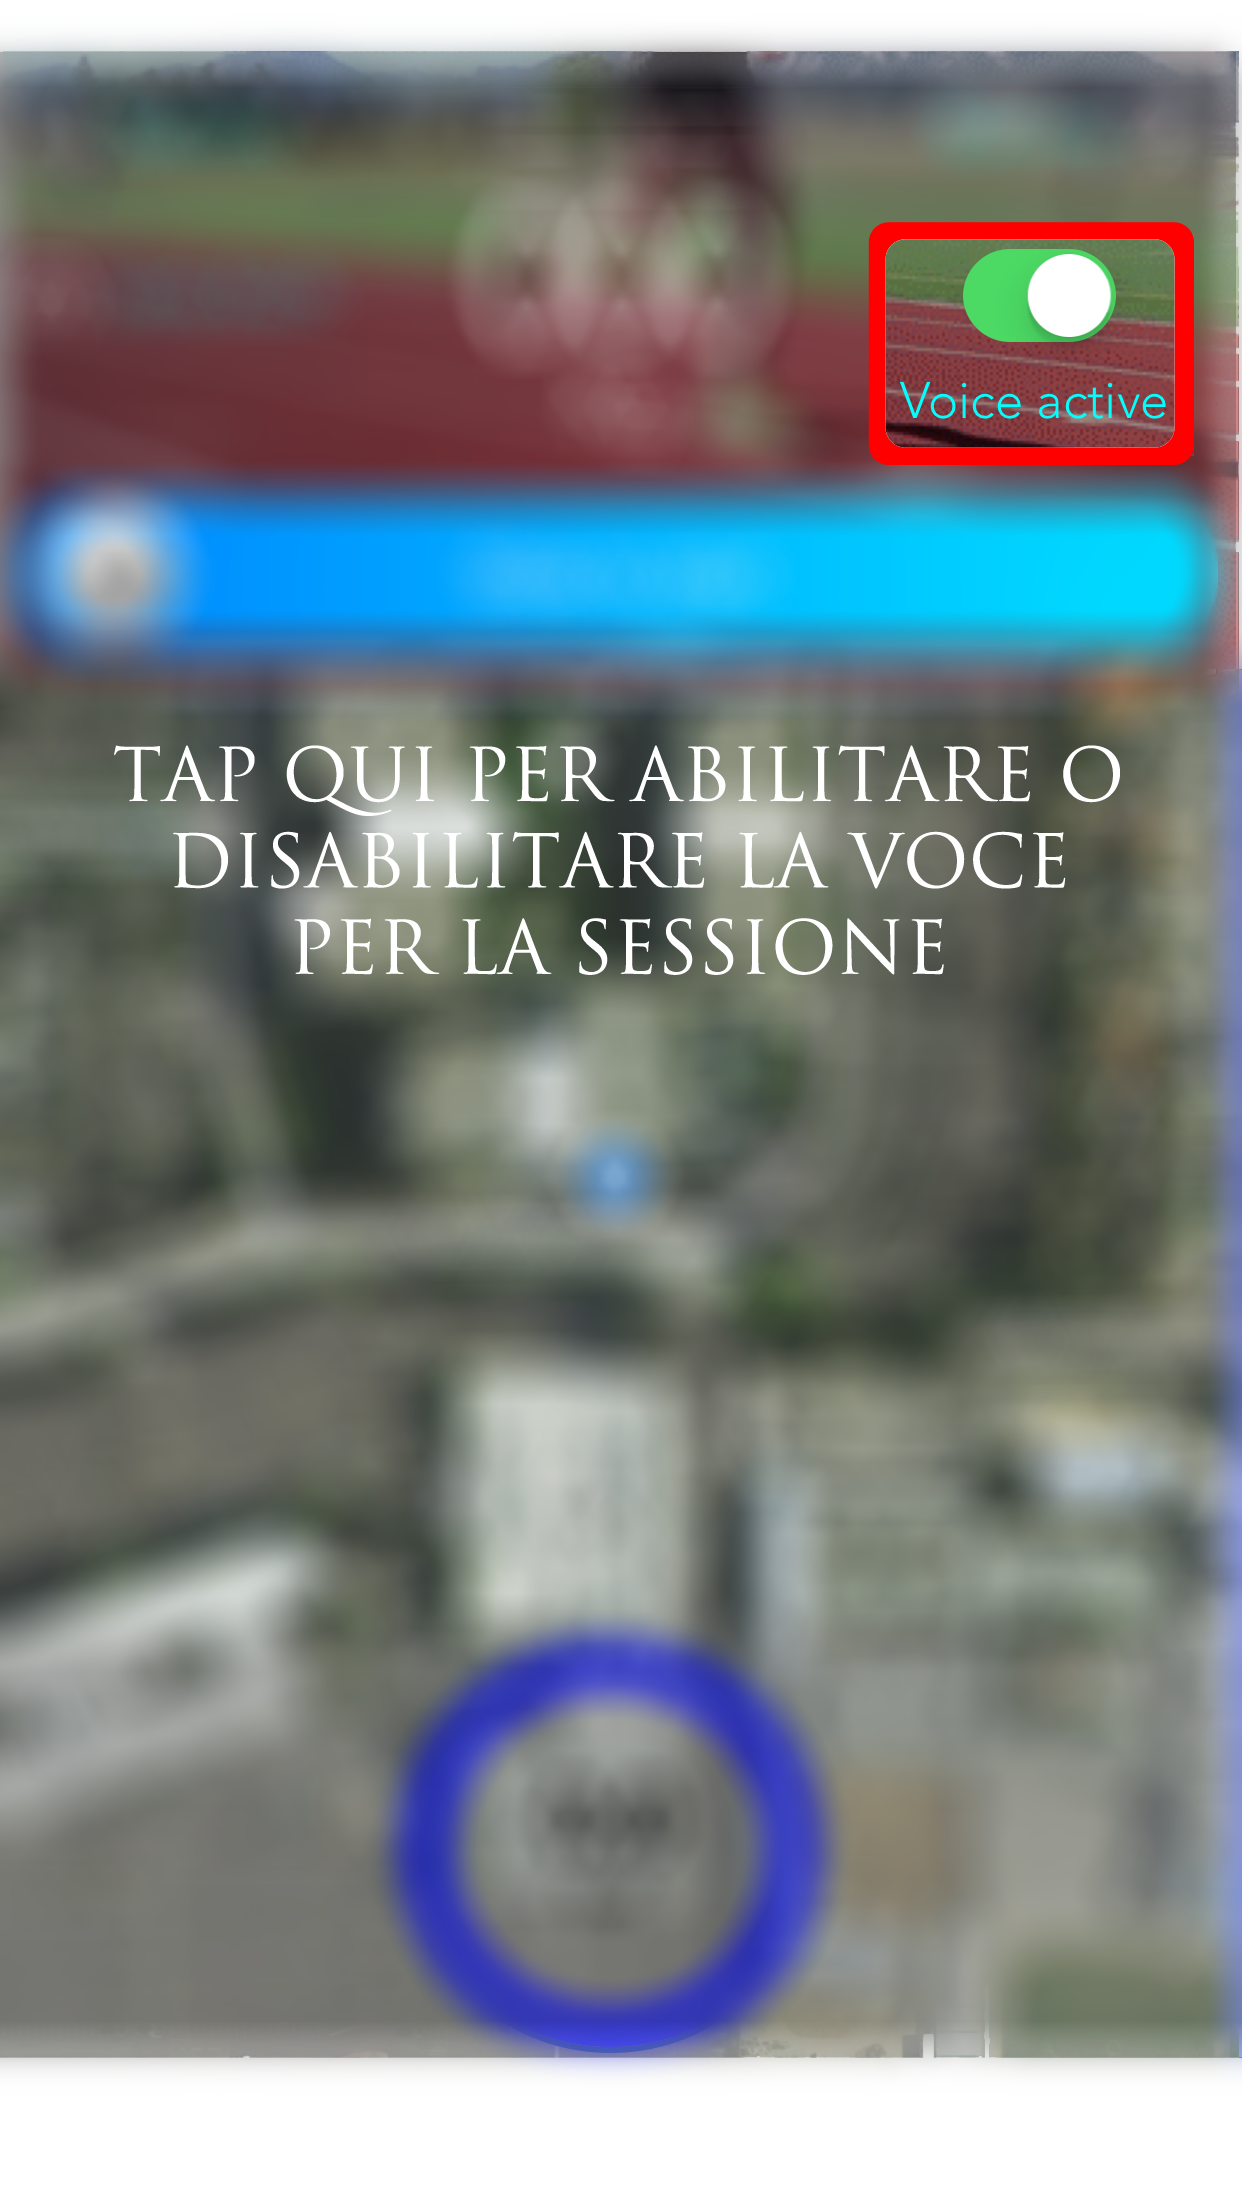 Voice active
TAP QUI PER ABILITARE O
DISABILITARE LA VOCE
PER LA SESSIONE